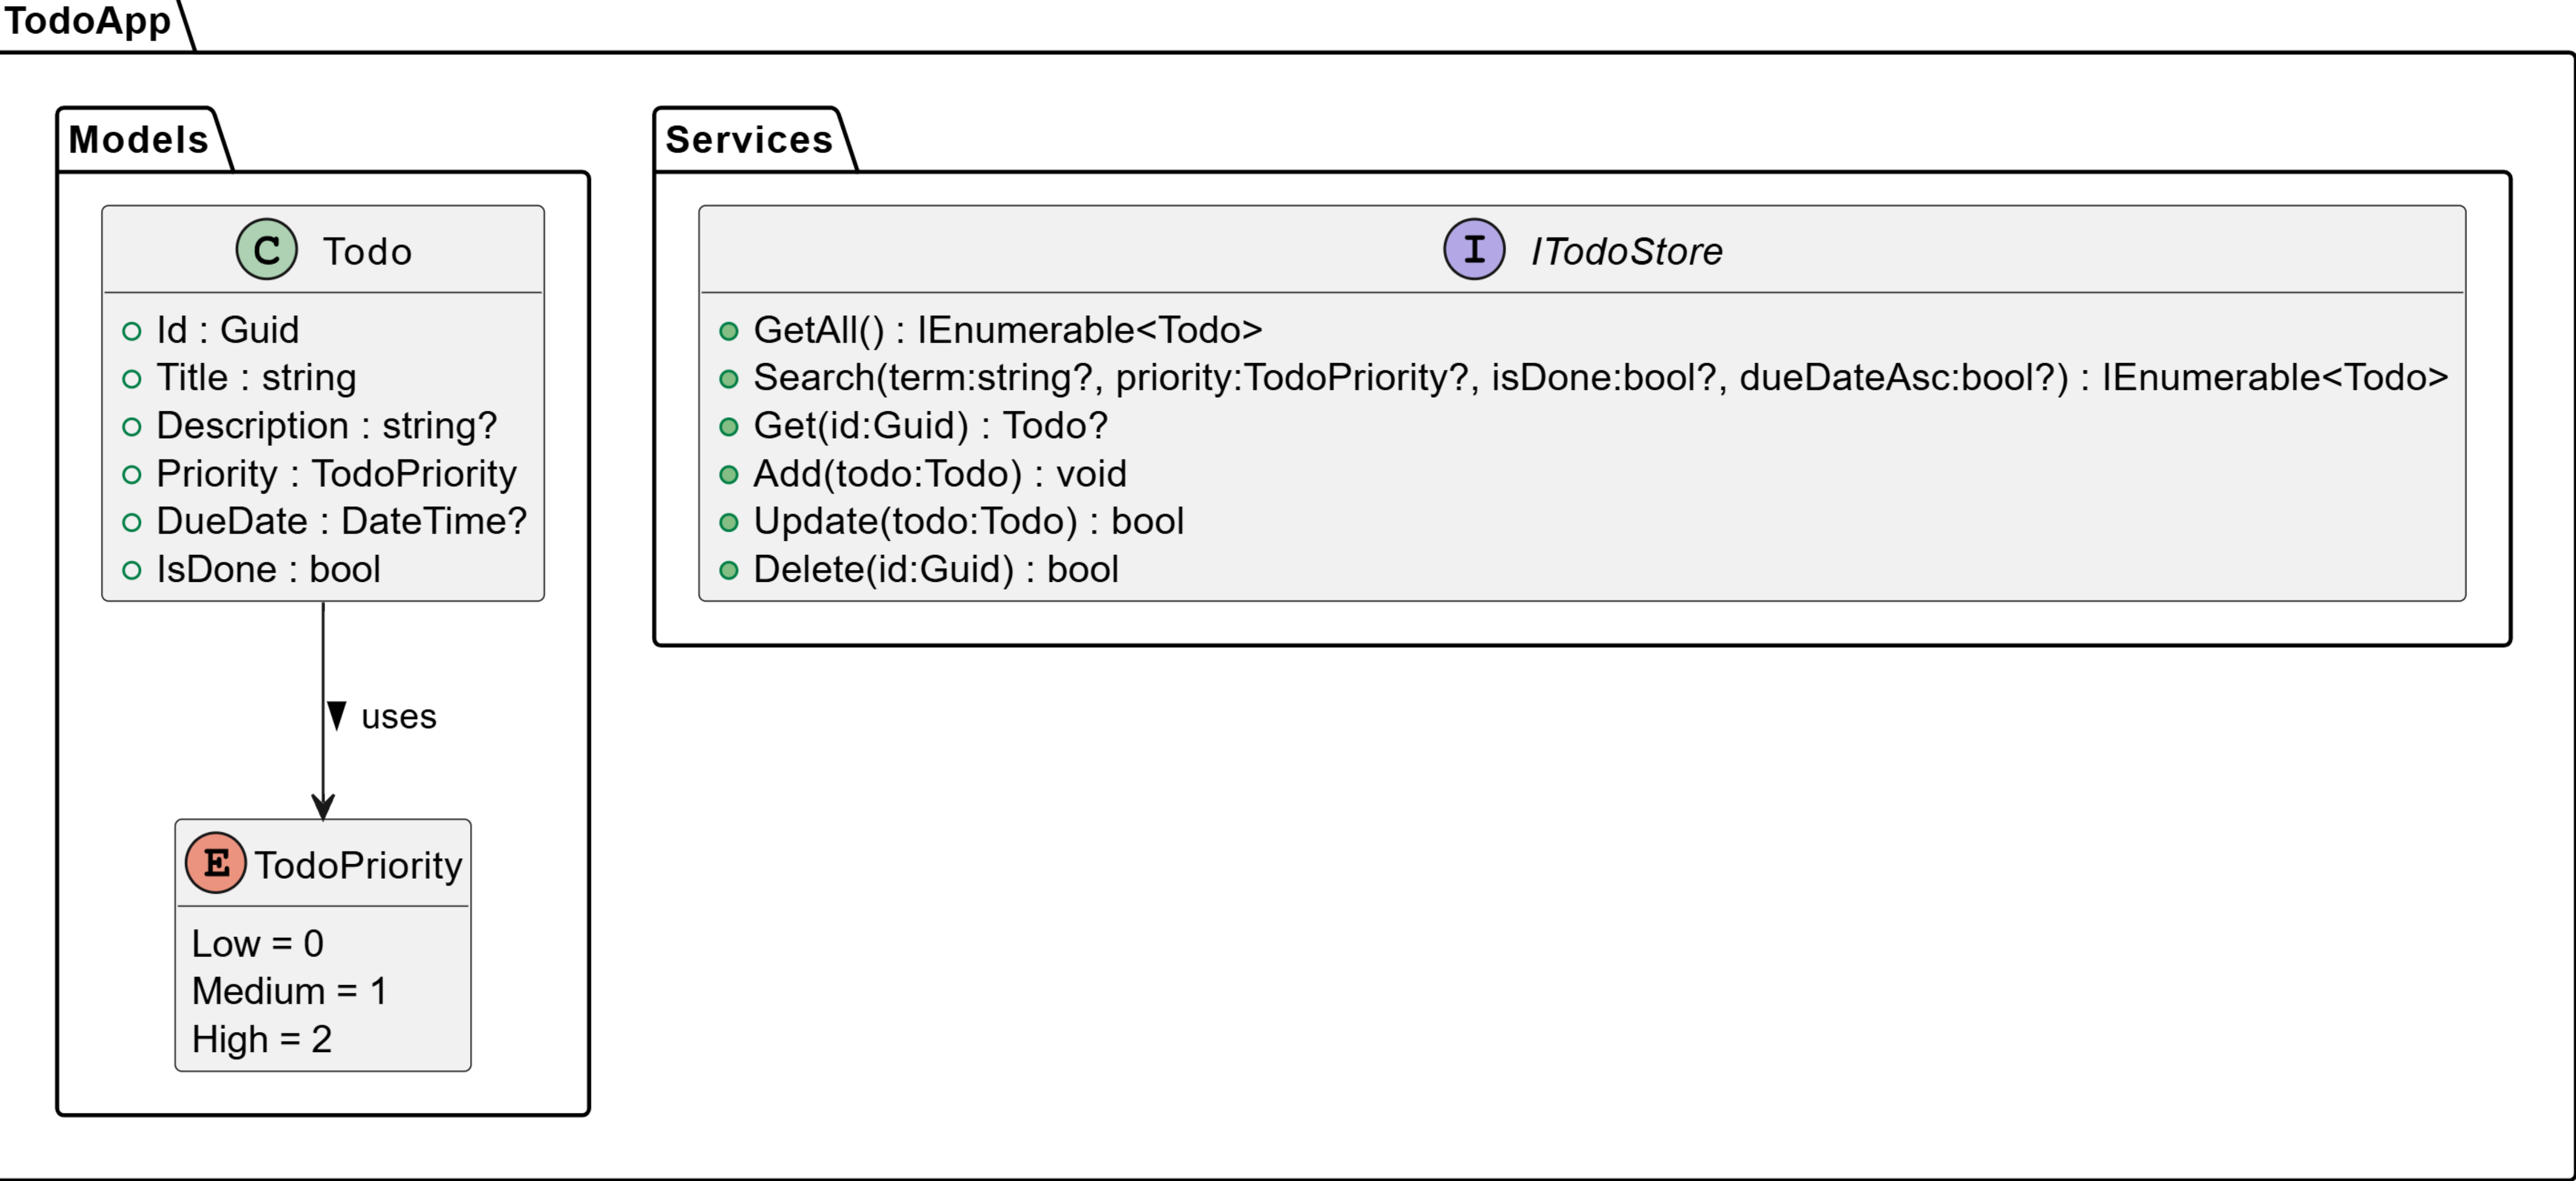 TodoApp
Models
C Todo
Id : Guid
Title : string
Description : string?
Priority : TodoPriority
DueDate : DateTime?
IsDone : bool
uses
E TodoPriority
Low = 0
Medium = 1
High = 2
Services
I ITodoStore
GetAll() : IEnumerable<Todo>
Search(term:string?, priority:TodoPriority?, isDone:bool?, dueDateAsc:bool?) : IEnumerable<Todo>
Get(id:Guid) : Todo?
Add(todo:Todo) : void
Update(todo:Todo) : bool
Delete(id:Guid) : bool